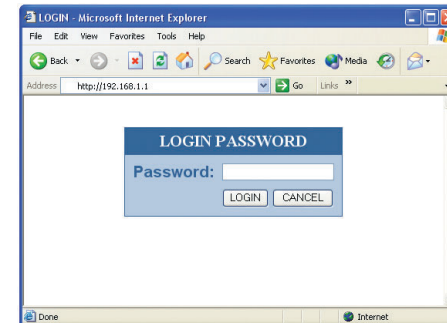 LOGIN - Microsoft Internet Explorer
File Edit View Favorites Tools Help
Back Search Favorites Media
Address http://192.168.1.1 Go Links »
LOGIN PASSWORD
Password:
LOGIN CANCEL
Done Internet